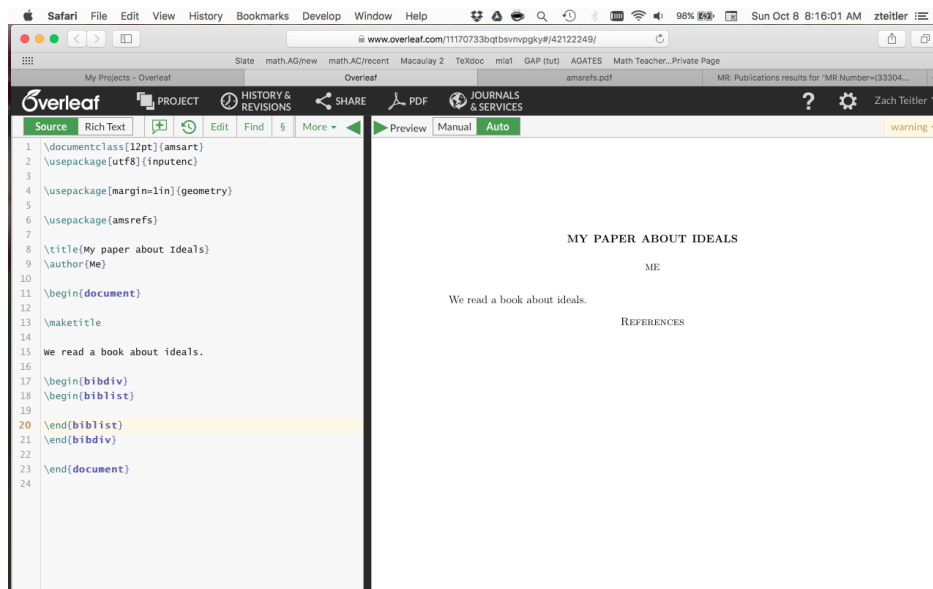 Safari File Edit View History Bookmarks Develop Window Help 98% Sun Oct 8 8:16:01 AM zteitler
www.overleaf.com/11170733bqtbsvnvpgky#/42122249/
Slate math.AG/new math.AC/recent Macaulay 2 TeXdoc mia1 GAP (tut) AGATES Math Teacher...Private Page
My Projects - Overleaf Overleaf amsrefs.pdf MR: Publications results for "MR Number=(33304...
Overleaf PROJECT HISTORY & REVISIONS SHARE PDF JOURNALS & SERVICES ? Zach Teitler
Source Rich Text Edit Find § More Preview Manual Auto warning
1 \documentclass[12pt]{amsart}
2 \usepackage[utf8]{inputenc}
3
4 \usepackage[margin=1in]{geometry}
5
6 \usepackage{amsrefs}
7
8 \title{My paper about Ideals}
9 \author{Me}
10
11 \begin{document}
12
13 \maketitle
14
15 We read a book about ideals.
16
17 \begin{bibdiv}
18 \begin{biblist}
19
20 \end{biblist}
21 \end{bibdiv}
22
23 \end{document}
24
MY PAPER ABOUT IDEALS
ME
We read a book about ideals.
References